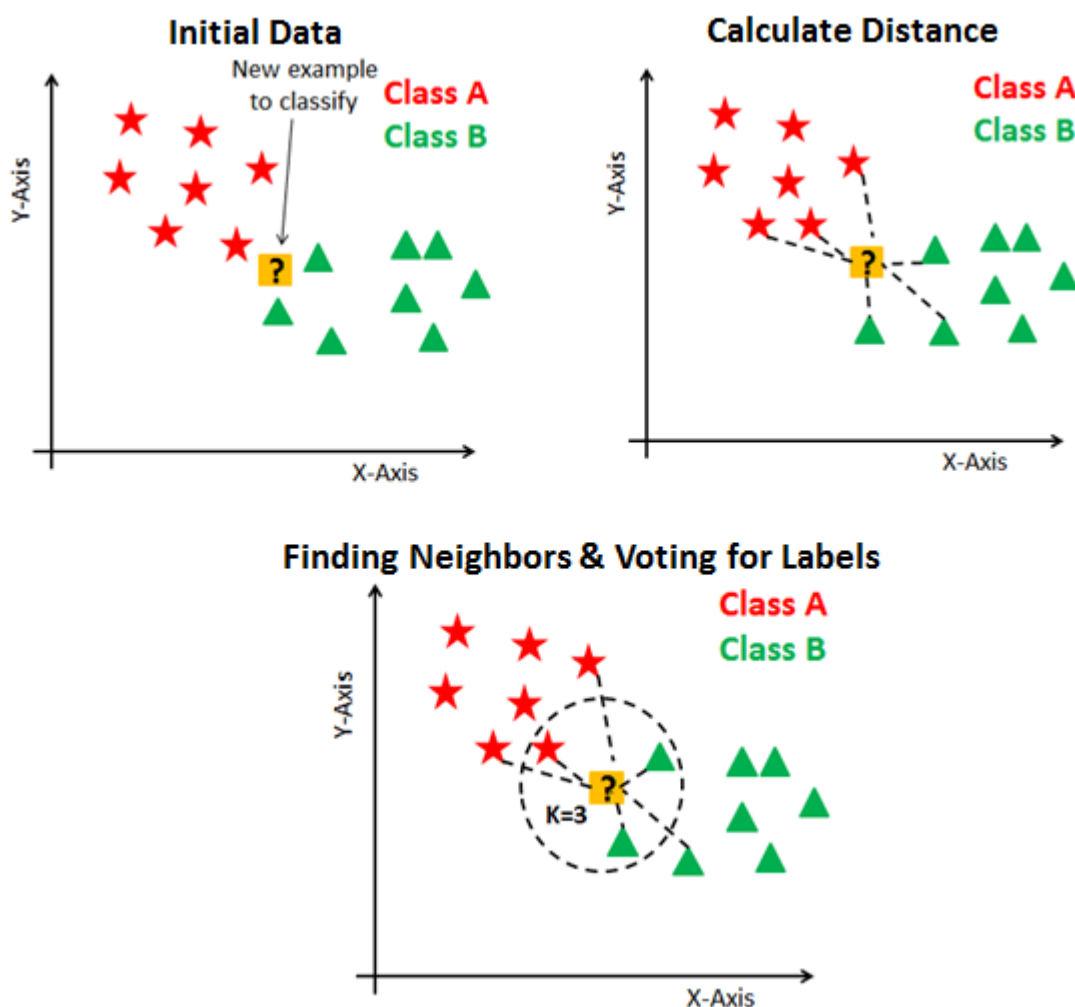 Initial Data
New example
to classify
Class A
Class B
Y-Axis
?
X-Axis
Calculate Distance
Class A
Class B
Y-Axis
?
X-Axis
Finding Neighbors & Voting for Labels
Class A
Class B
Y-Axis
?
K=3
X-Axis